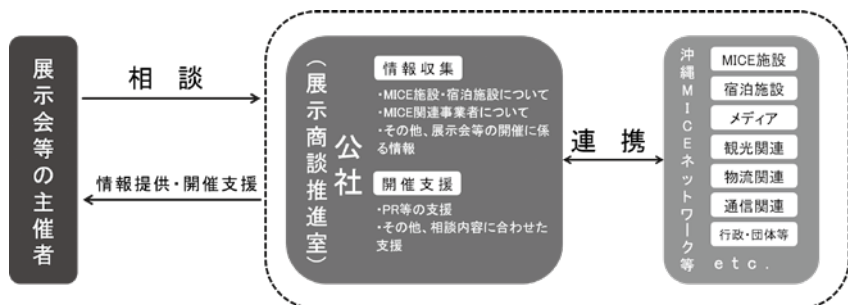 展示会等の主催者
相談
情報提供・開催支援
公社
(展示商談推進室)
情報収集
・MICE施設・宿泊施設について
・MICE関連事業者について
・その他、展示会等の開催に係
る情報
開催支援
・PR等の支援
・その他、相談内容に合わせた
支援
連携
沖縄MICEネットワーク等
MICE施設
宿泊施設
メディア
観光関連
物流関連
通信関連
行政・団体等
etc.